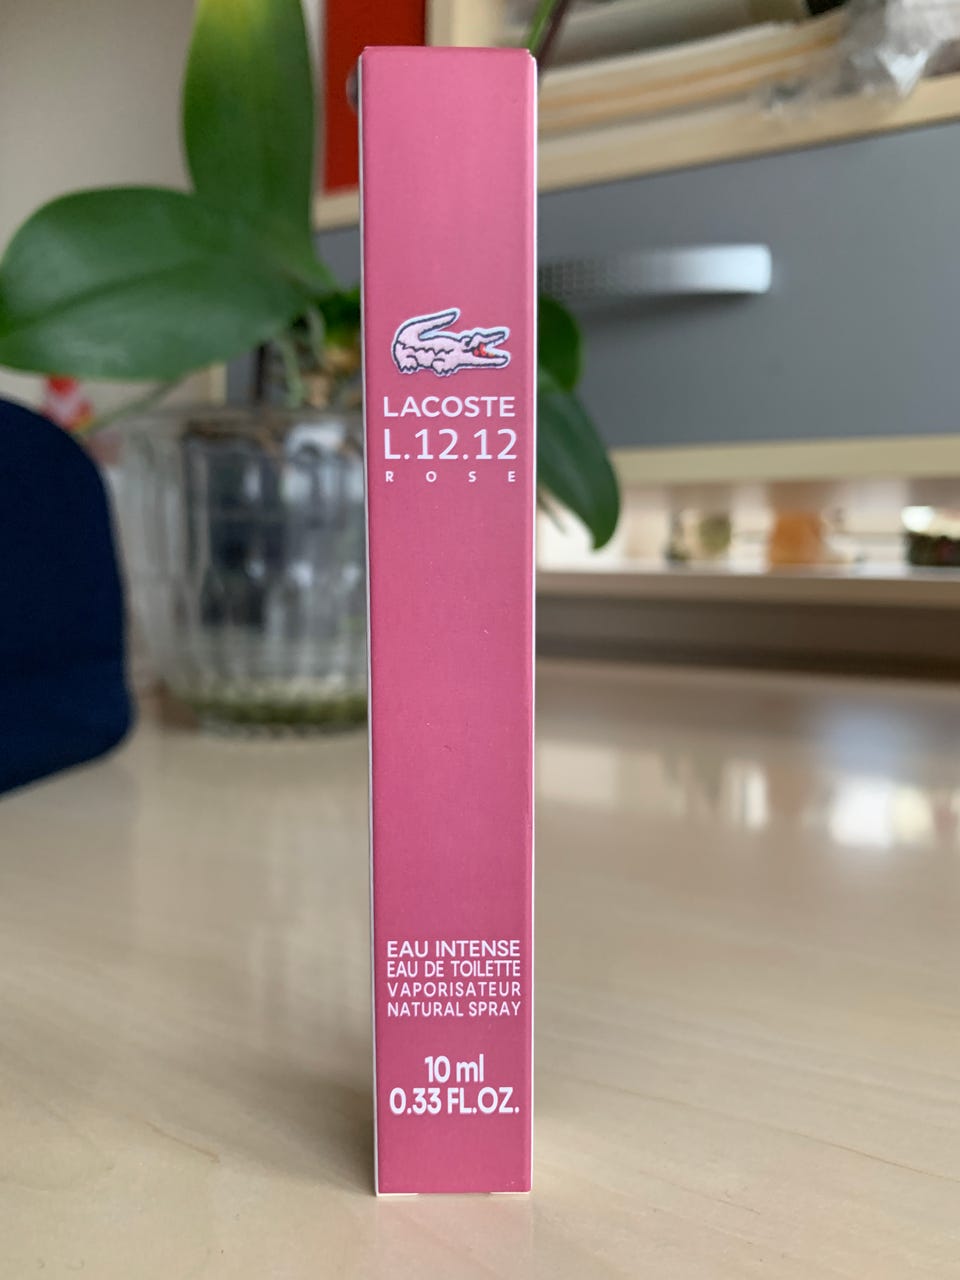 LACOSTE
L.12.12
ROSE
EAU INTENSE
EAU DE TOILETTE
VAPORISATEUR
NATURAL SPRAY
10 ml
0.33 FL.OZ.